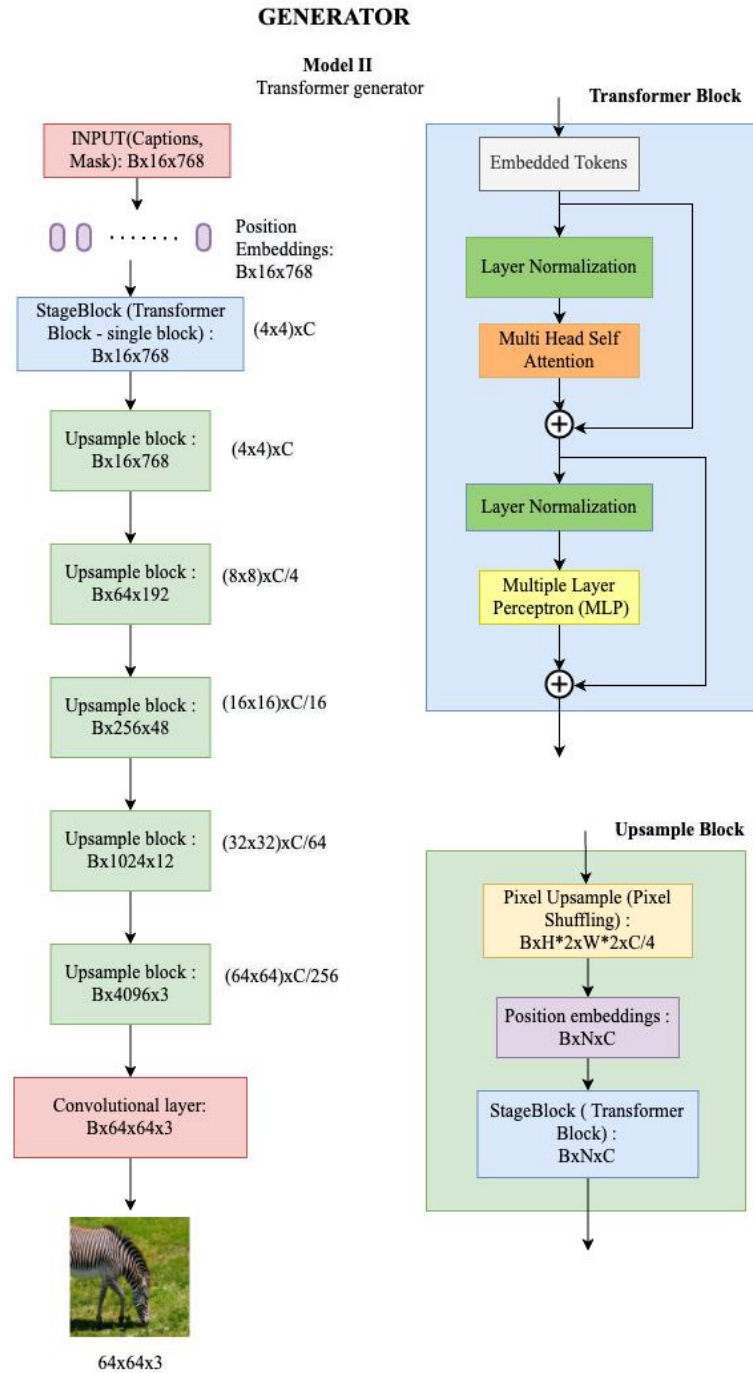 GENERATOR
Model II
Transformer generator
INPUT(Captions,
Mask): Bx16x768
Position
Embeddings:
Bx16x768
StageBlock (Transformer
Block - single block) :
Bx16x768
(4x4)xC
Upsample block :
Bx16x768
(4x4)xC
Upsample block :
Bx64x192
(8x8)xC/4
Upsample block :
Bx256x48
(16x16)xC/16
Upsample block :
Bx1024x12
(32x32)xC/64
Upsample block :
Bx4096x3
(64x64)xC/256
Convolutional layer:
Bx64x64x3
64x64x3
Transformer Block
Embedded Tokens
Layer Normalization
Multi Head Self
Attention
Layer Normalization
Multiple Layer
Perceptron (MLP)
Upsample Block
Pixel Upsample (Pixel
Shuffling) :
BxH*2xW*2xC/4
Position embeddings :
BxNxC
StageBlock ( Transformer
Block) :
BxNxC